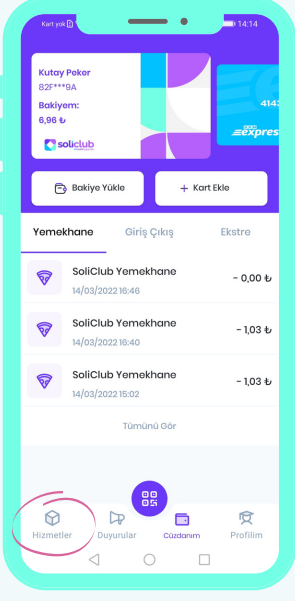 Kart yok
14:14
Kutay Peker
82F***9A
Bakiyem:
6,96 ₺
soliclub
4143
express
Bakiye Yükle
+ Kart Ekle
Yemekhane
Giriş Çıkış
Ekstre
SoliClub Yemekhane
- 0,00 ₺
14/03/2022 16:46
SoliClub Yemekhane
- 1,03 ₺
14/03/2022 16:40
SoliClub Yemekhane
- 1,03 ₺
14/03/2022 15:02
Tümünü Gör
Hizmetler
Duyurular
Cüzdanım
Profilim